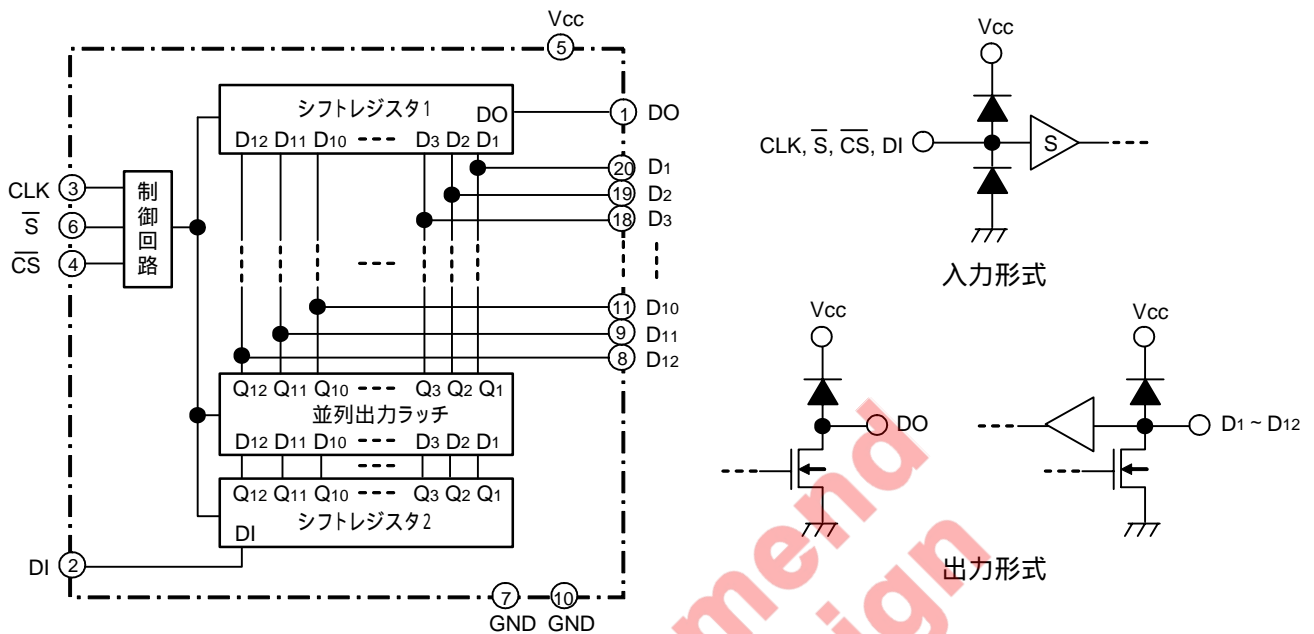 Vcc
5
シフトレジスタ1
DO
D12 D11 D10 D3 D2 D1
1 DO
20 D1
19 D2
18 D3
CLK 3
S̅ 6
C̅S̅ 4
制御回路
11 D10
9 D11
8 D12
Q12 Q11 Q10 Q3 Q2 Q1
並列出力ラッチ
D12 D11 D10 D3 D2 D1
Q12 Q11 Q10 Q3 Q2 Q1
シフトレジスタ2
DI
DI 2
7 10
GND GND
Vcc
CLK, S̅, C̅S̅, DI
S
入力形式
Vcc
DO
Vcc
D1 ~ D12
出力形式
mend